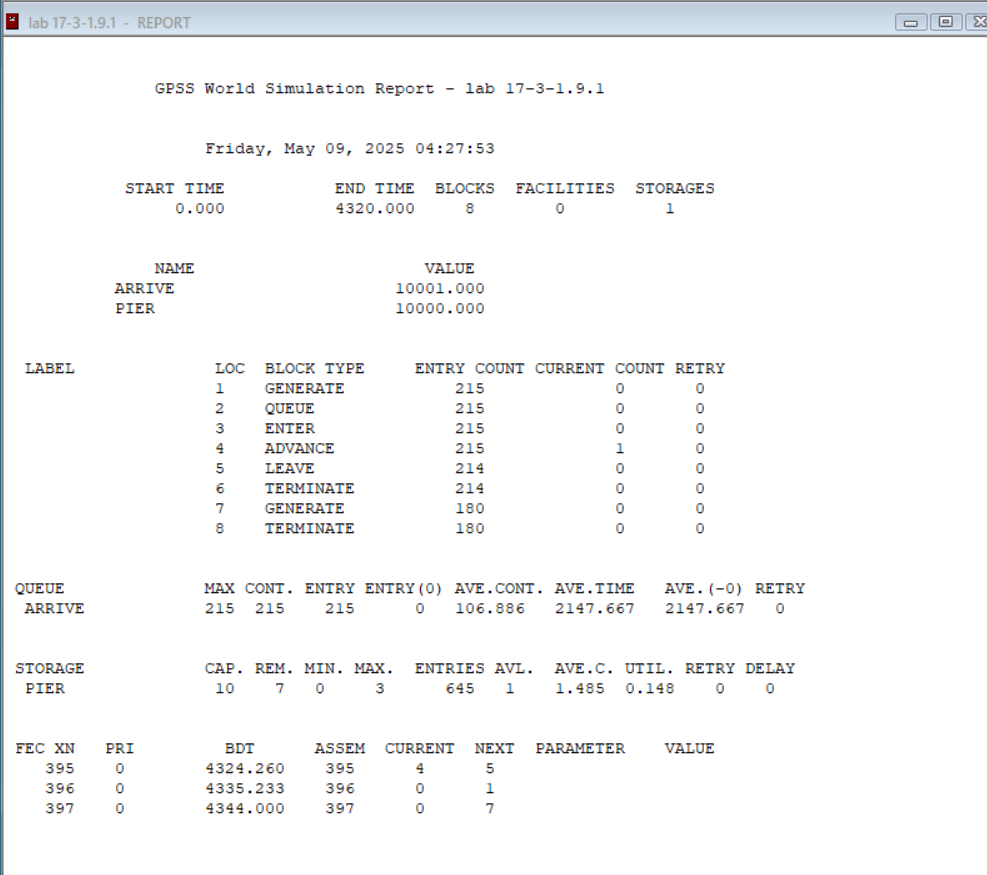 lab 17-3-1.9.1 - REPORT
GPSS World Simulation Report - lab 17-3-1.9.1
Friday, May 09, 2025 04:27:53
START TIME END TIME BLOCKS FACILITIES STORAGES
0.000 4320.000 8 0 1
NAME VALUE
ARRIVE 10001.000
PIER 10000.000
LABEL LOC BLOCK TYPE ENTRY COUNT CURRENT COUNT RETRY
1 GENERATE 215 0 0
2 QUEUE 215 0 0
3 ENTER 215 0 0
4 ADVANCE 215 1 0
5 LEAVE 214 0 0
6 TERMINATE 214 0 0
7 GENERATE 180 0 0
8 TERMINATE 180 0 0
QUEUE MAX CONT. ENTRY ENTRY(0) AVE.CONT. AVE.TIME AVE.(-0) RETRY
ARRIVE 215 215 215 0 106.886 2147.667 2147.667 0
STORAGE CAP. REM. MIN. MAX. ENTRIES AVL. AVE.C. UTIL. RETRY DELAY
PIER 10 7 0 3 645 1 1.485 0.148 0 0
FEC XN PRI BDT ASSEM CURRENT NEXT PARAMETER VALUE
395 0 4324.260 395 4 5
396 0 4335.233 396 0 1
397 0 4344.000 397 0 7